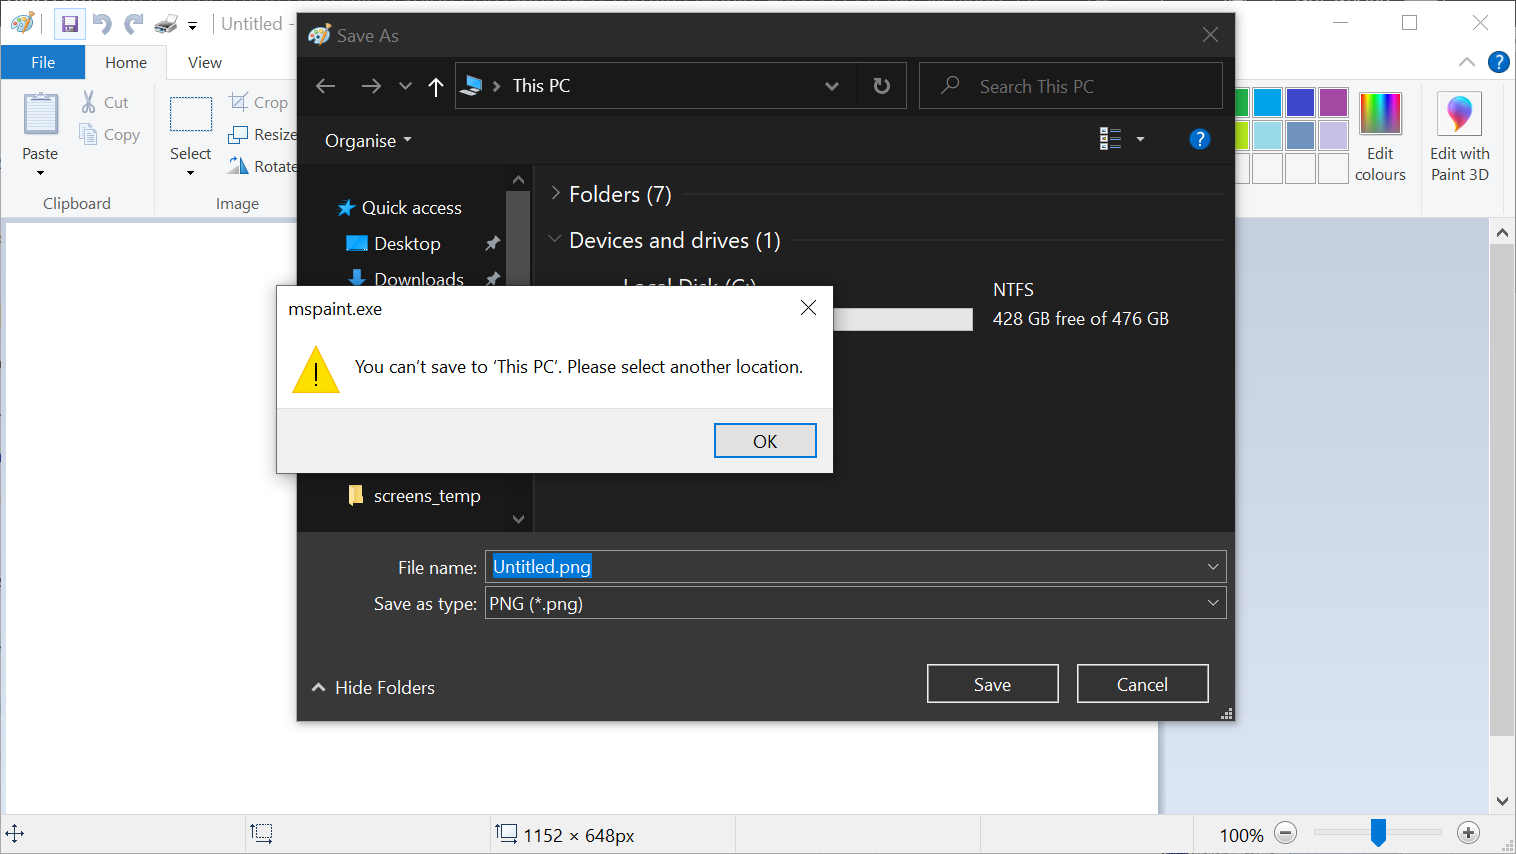 Untitled -
Save As
File
Home
View
This PC
Search This PC
Cut
Copy
Paste
Clipboard
Select
Crop
Resize
Rotate
Image
Organise
Edit
colours
Edit with
Paint 3D
Quick access
Desktop
Downloads
Folders (7)
Devices and drives (1)
Local Disk (C:)
NTFS
428 GB free of 476 GB
mspaint.exe
You can't save to 'This PC'. Please select another location.
OK
screens_temp
File name:
Untitled.png
Save as type:
PNG (*.png)
Hide Folders
Save
Cancel
1152 × 648px
100%